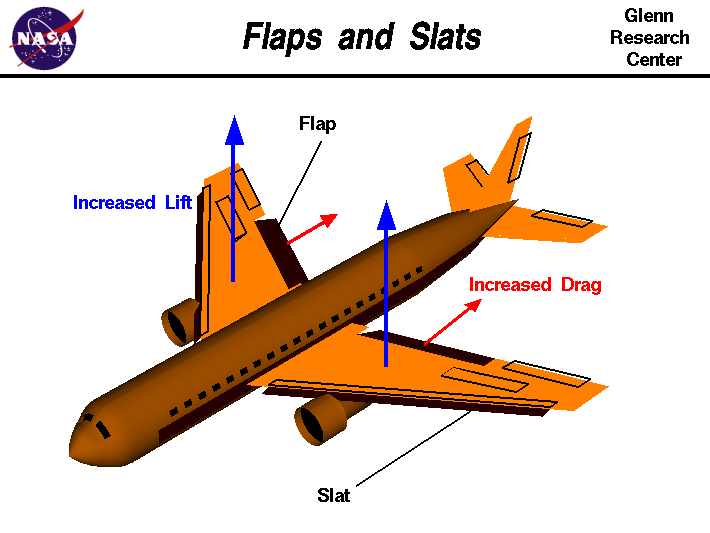 NASA
Flaps and Slats
Glenn
Research
Center
Flap
Increased Lift
Increased Drag
Slat